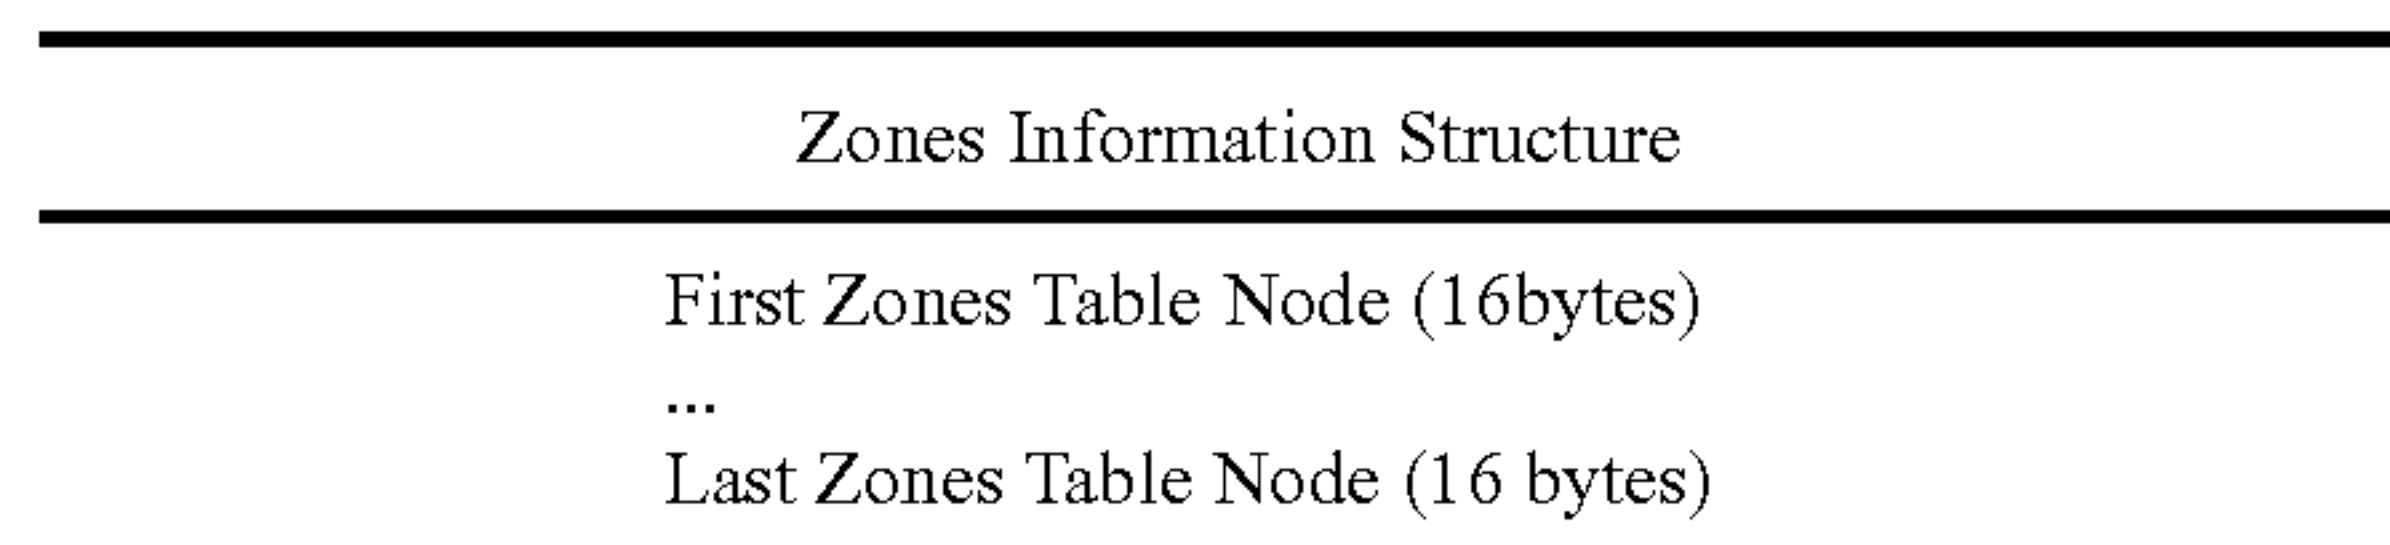 Zones Information Structure
First Zones Table Node (16bytes)
...
Last Zones Table Node (16 bytes)